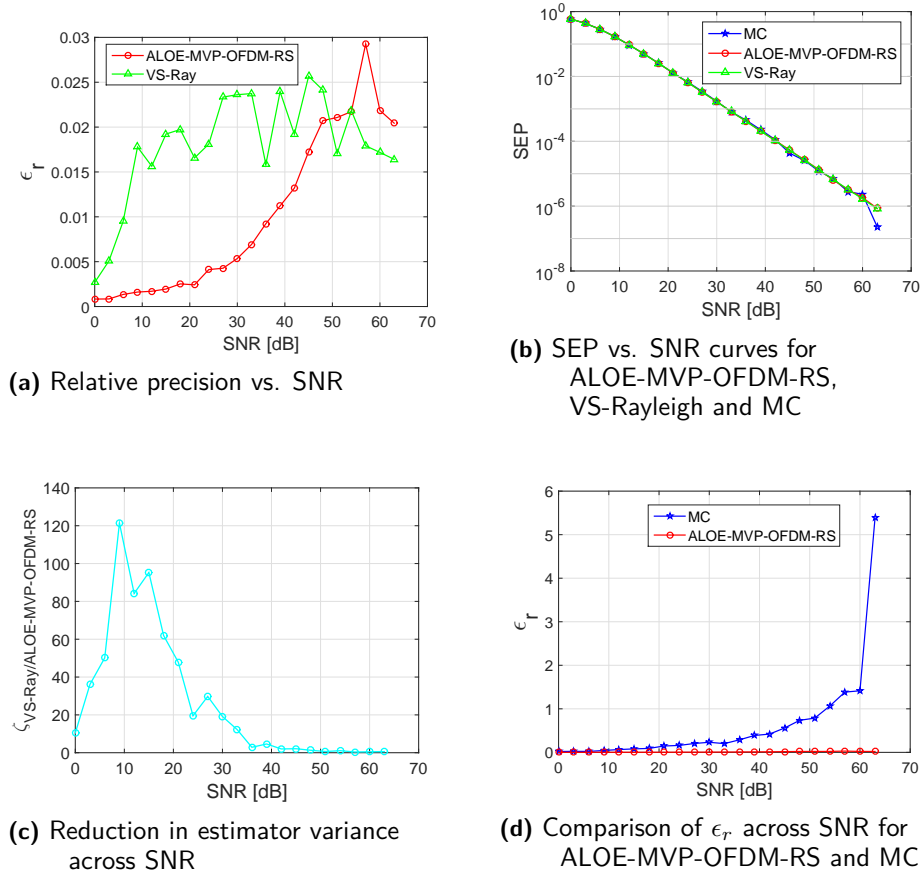 0.03
0.025
0.02
0.015
0.01
0.005
0
ϵ_r
ALOE-MVP-OFDM-RS
VS-Ray
0 10 20 30 40 50 60 70
SNR [dB]
(a) Relative precision vs. SNR
10^0
10^-2
10^-4
10^-6
10^-8
SEP
MC
ALOE-MVP-OFDM-RS
VS-Ray
0 10 20 30 40 50 60 70
SNR [dB]
(b) SEP vs. SNR curves for
ALOE-MVP-OFDM-RS,
VS-Rayleigh and MC
140
120
100
80
60
40
20
0
ζ_VS-Ray/ALOE-MVP-OFDM-RS
0 10 20 30 40 50 60 70
SNR [dB]
(c) Reduction in estimator variance
across SNR
6
5
4
3
2
1
0
ϵ_r
MC
ALOE-MVP-OFDM-RS
0 10 20 30 40 50 60 70
SNR [dB]
(d) Comparison of ϵ_r across SNR for
ALOE-MVP-OFDM-RS and MC